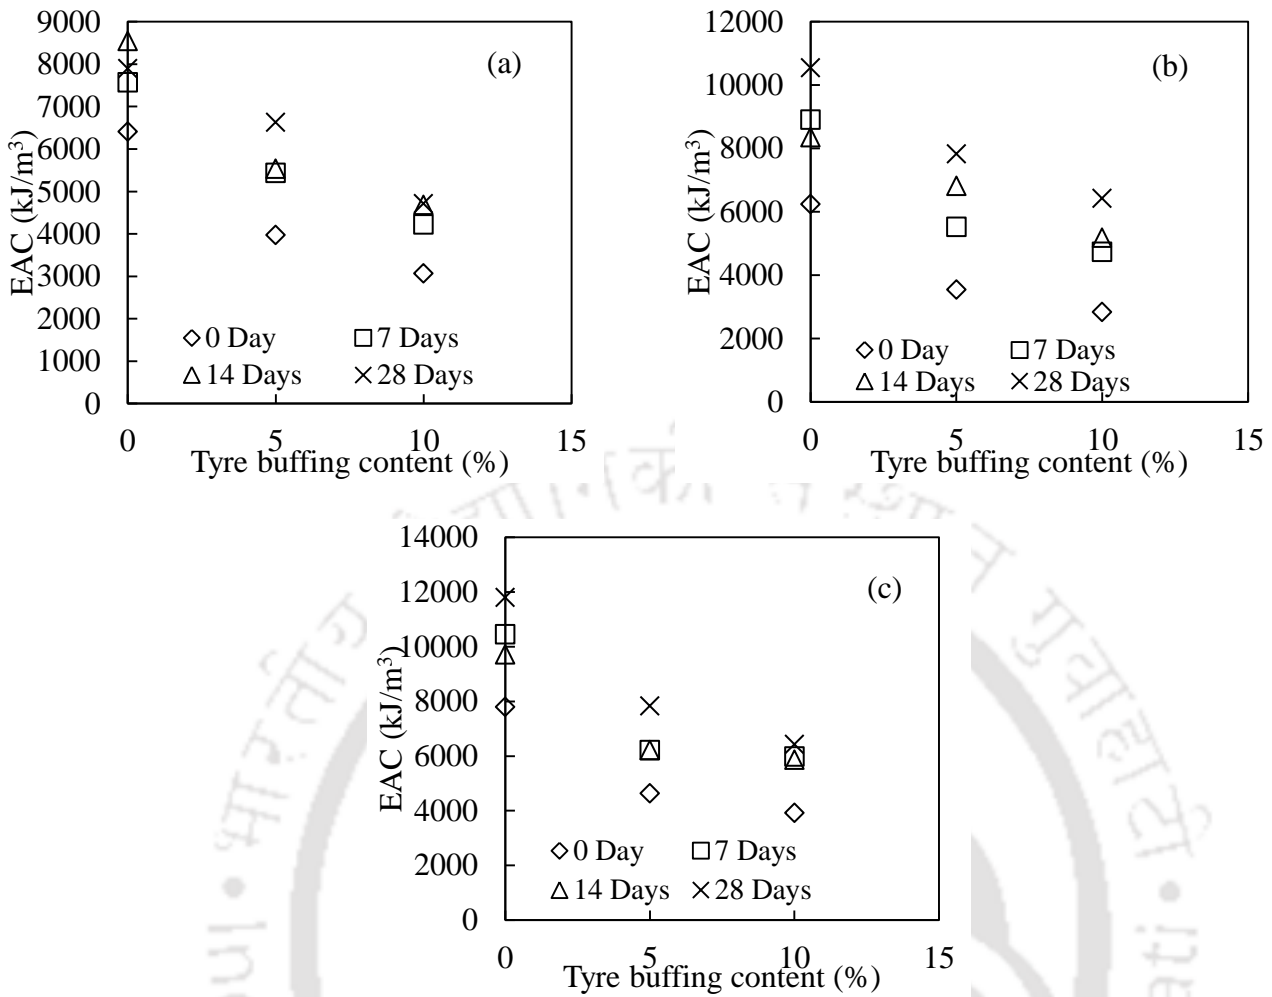 9000
8000
7000
6000
5000
4000
3000
2000
1000
0
EAC (kJ/m³)
(a)
◇ 0 Day □ 7 Days
△ 14 Days × 28 Days
0 5 10 15
Tyre buffing content (%)
12000
10000
8000
6000
4000
2000
0
EAC (kJ/m³)
(b)
◇ 0 Day □ 7 Days
△ 14 Days × 28 Days
0 5 10 15
Tyre buffing content (%)
14000
12000
10000
8000
6000
4000
2000
0
EAC (kJ/m³)
(c)
◇ 0 Day □ 7 Days
△ 14 Days × 28 Days
0 5 10 15
Tyre buffing content (%)